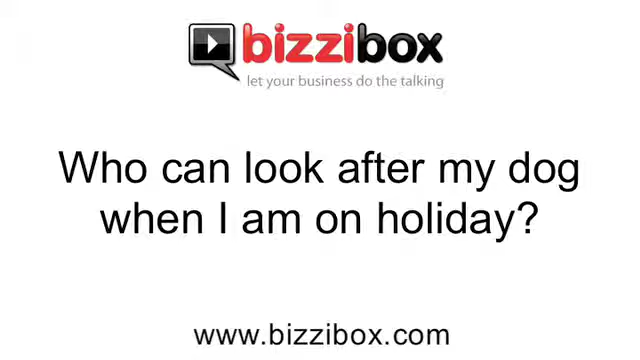 bizzibox
let your business do the talking
Who can look after my dog
when I am on holiday?
www.bizzibox.com